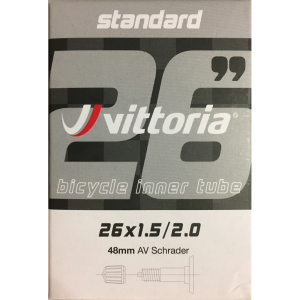 standard
26”
vittoria®
bicycle inner tube
26x1.5/2.0
48mm AV Schrader